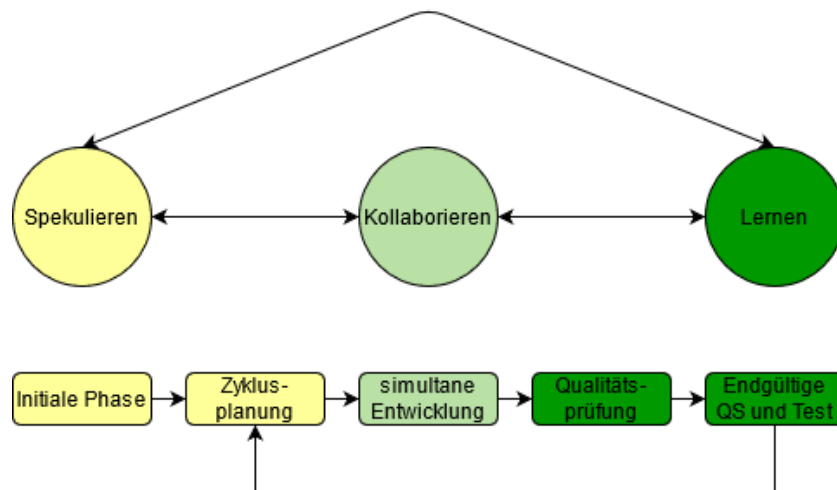 Spekulieren
Kollaborieren
Lernen
Initiale Phase
Zyklus-
planung
simultane
Entwicklung
Qualitäts-
prüfung
Endgültige
QS und Test